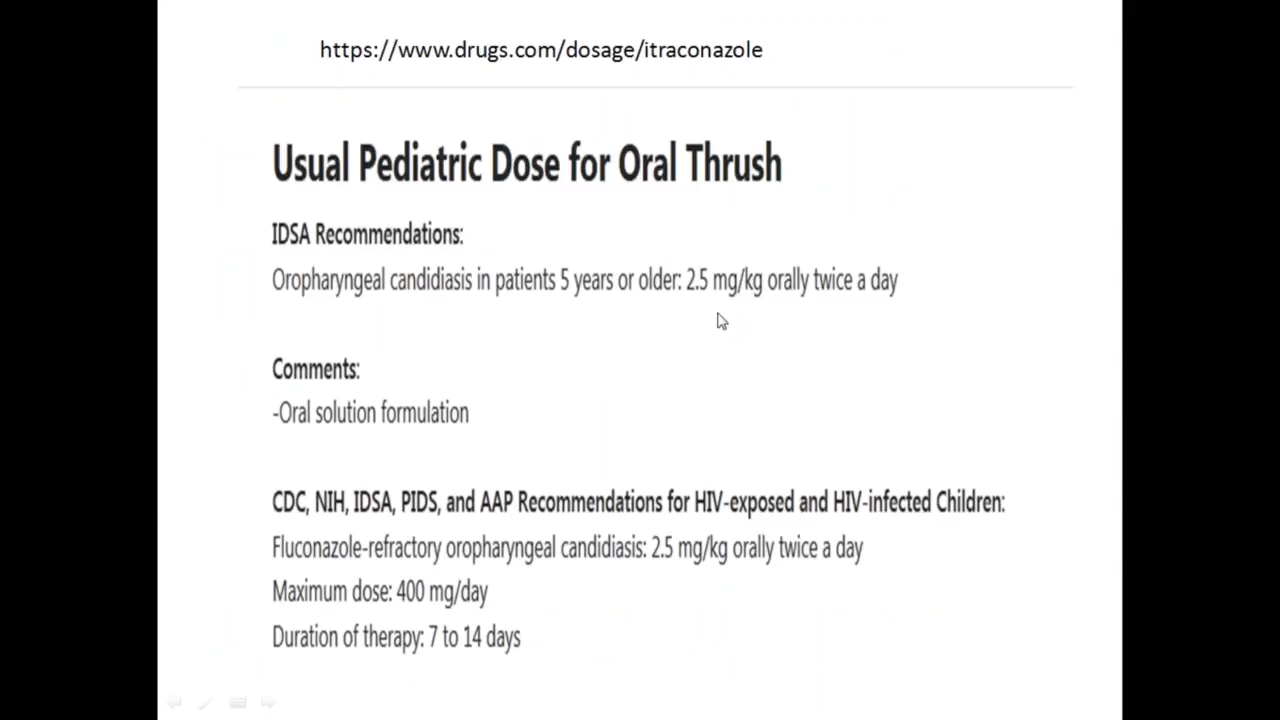 https://www.drugs.com/dosage/itraconazole
Usual Pediatric Dose for Oral Thrush
IDSA Recommendations:
Oropharyngeal candidiasis in patients 5 years or older: 2.5 mg/kg orally twice a day
Comments:
-Oral solution formulation
CDC, NIH, IDSA, PIDS, and AAP Recommendations for HIV-exposed and HIV-infected Children:
Fluconazole-refractory oropharyngeal candidiasis: 2.5 mg/kg orally twice a day
Maximum dose: 400 mg/day
Duration of therapy: 7 to 14 days